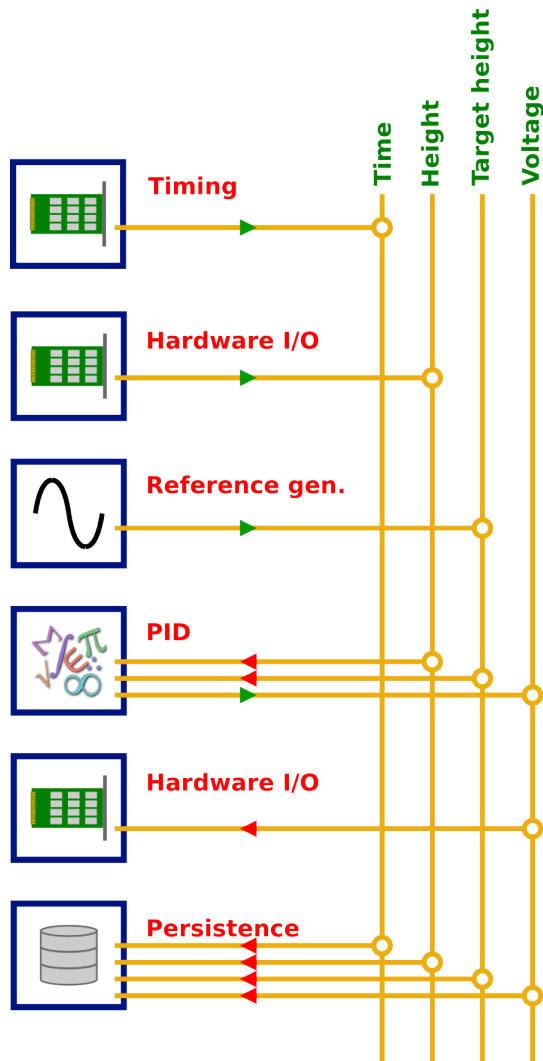 Time
Height
Target height
Voltage
Timing
Hardware I/O
Reference gen.
PID
Hardware I/O
Persistence